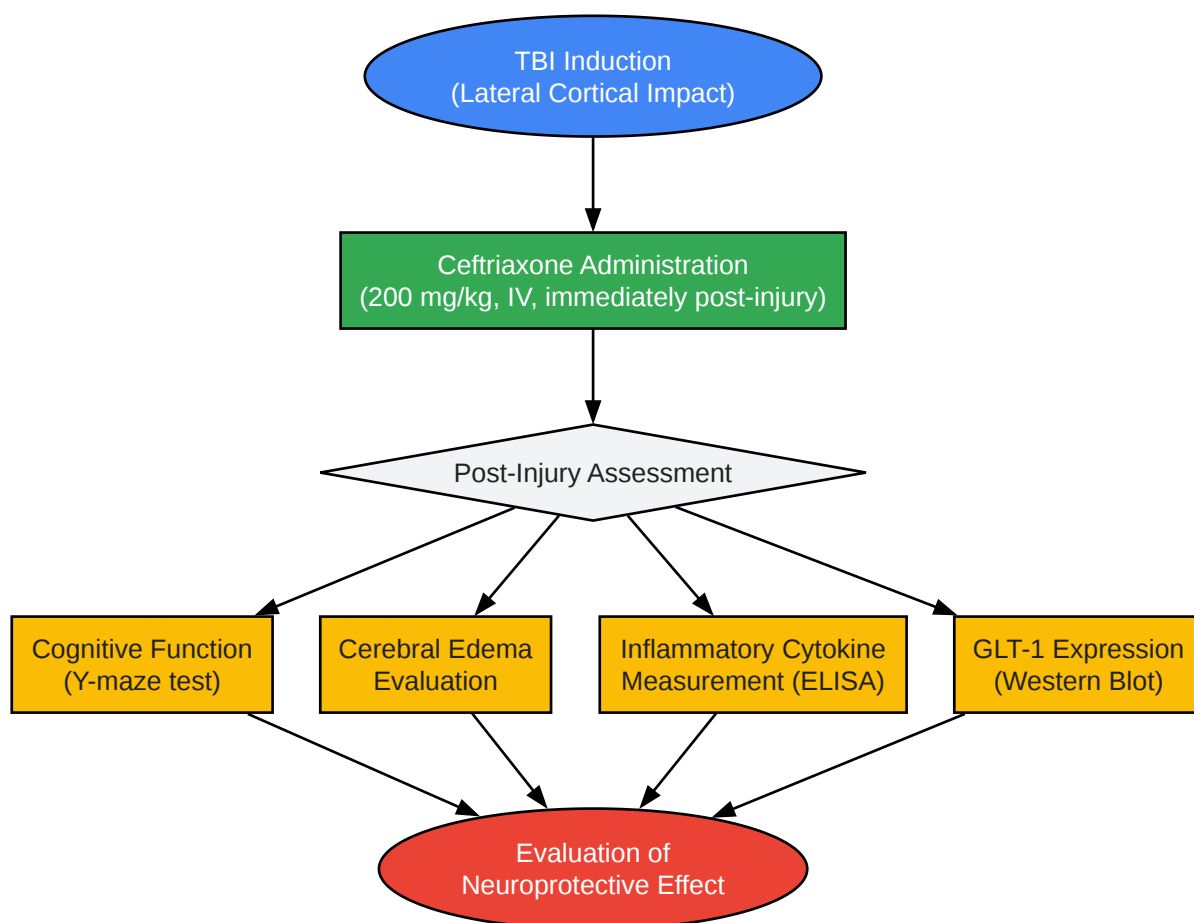 TBI Induction
(Lateral Cortical Impact)
Ceftriaxone Administration
(200 mg/kg, IV, immediately post-injury)
Post-Injury Assessment
Cognitive Function
(Y-maze test)
Cerebral Edema
Evaluation
Inflammatory Cytokine
Measurement (ELISA)
GLT-1 Expression
(Western Blot)
Evaluation of
Neuroprotective Effect